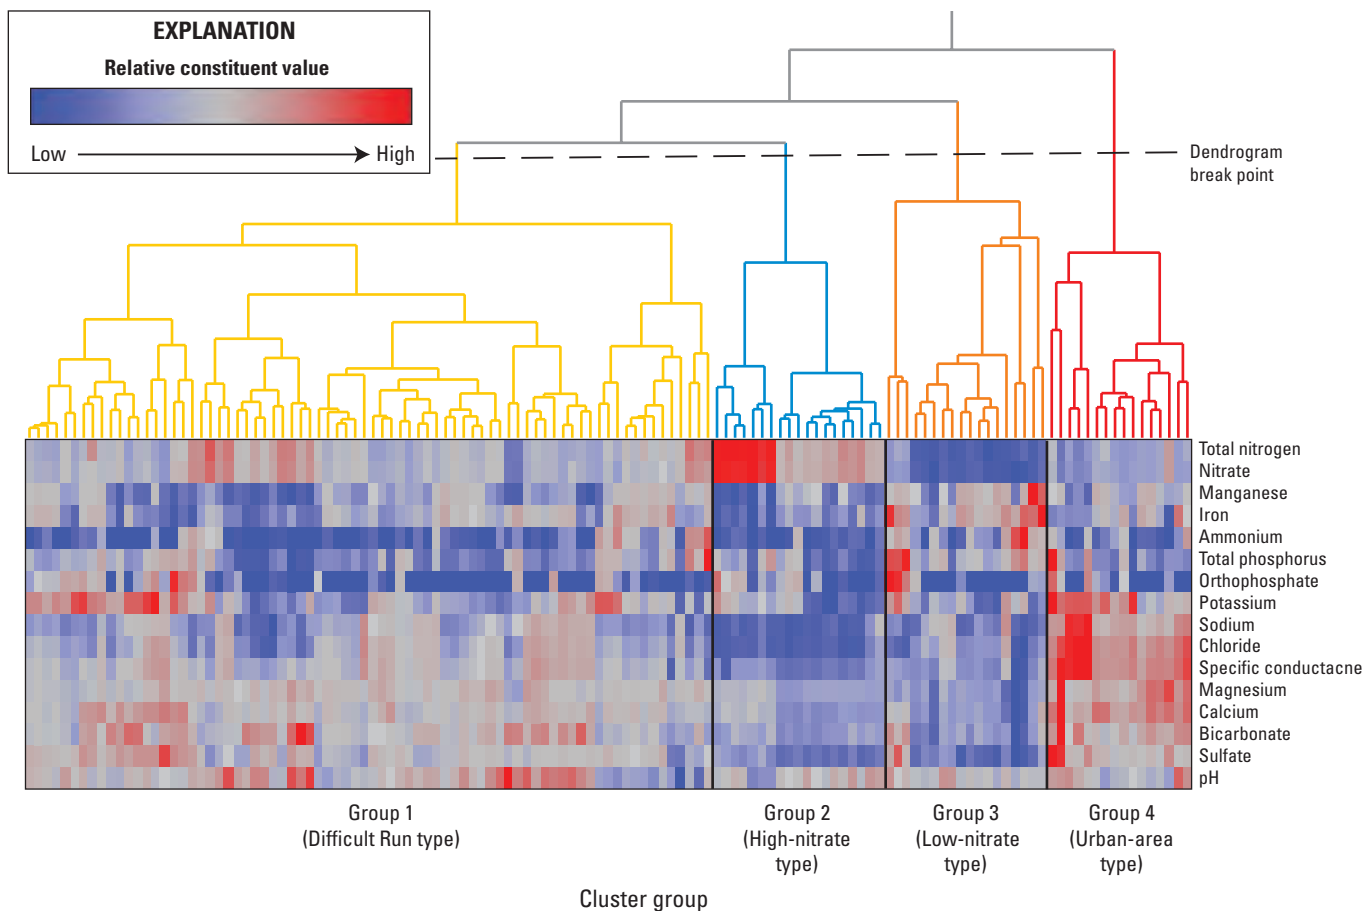 EXPLANATION
Relative constituent value
Low
High
Dendrogram
break point
Total nitrogen
Nitrate
Manganese
Iron
Ammonium
Total phosphorus
Orthophosphate
Potassium
Sodium
Chloride
Specific conductacne
Magnesium
Calcium
Bicarbonate
Sulfate
pH
Group 1
(Difficult Run type)
Group 2
(High-nitrate
type)
Group 3
(Low-nitrate
type)
Group 4
(Urban-area
type)
Cluster group